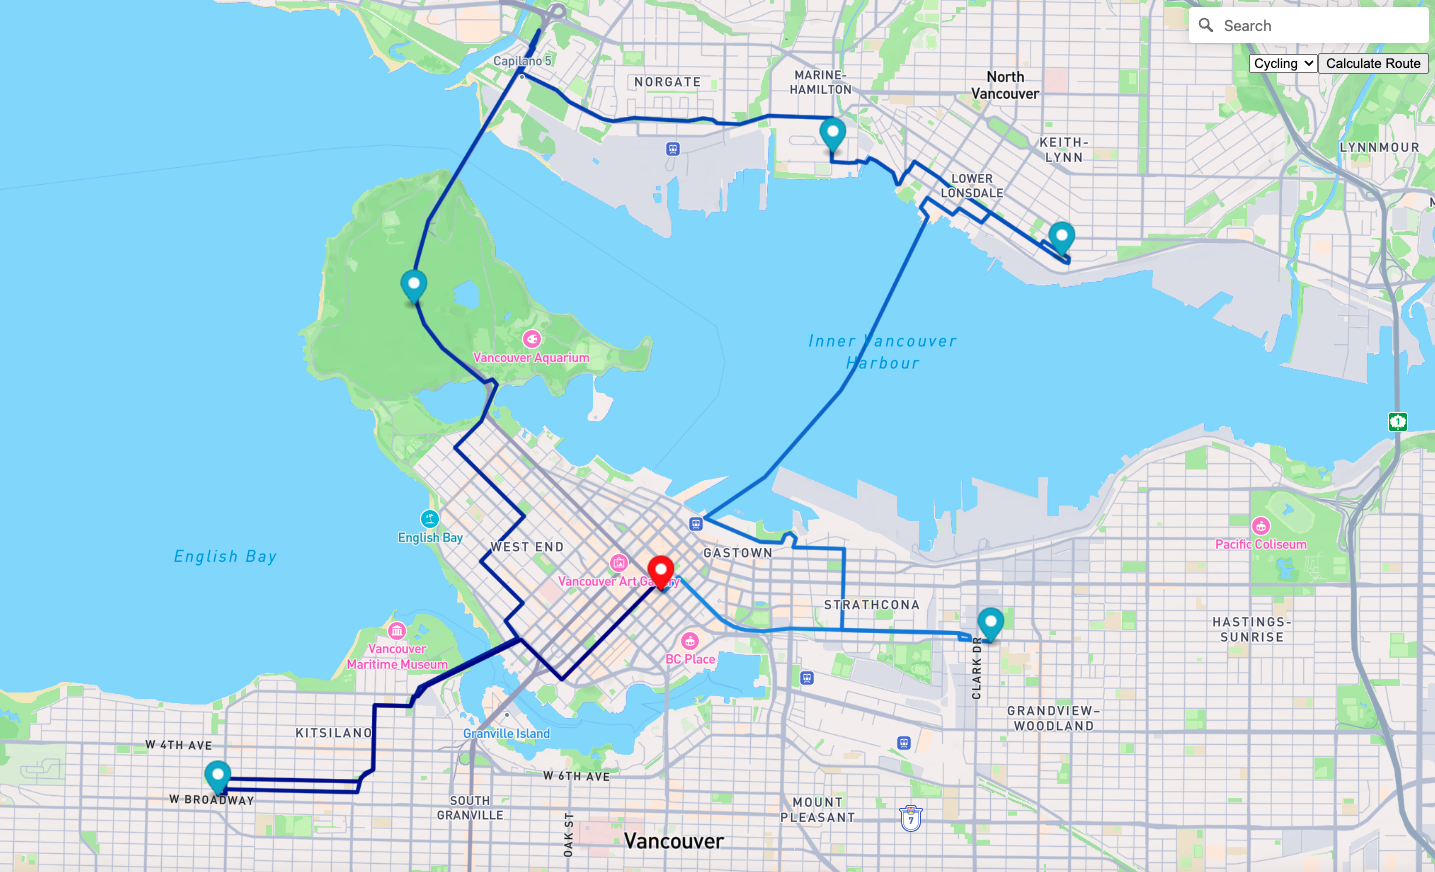 Search
Cycling
Calculate Route
Capilano 5
NORGATE
MARINE-
HAMILTON
North
Vancouver
KEITH-
LYNN
LYNNMOUR
LOWER
LONSDALE
Vancouver Aquarium
Inner Vancouver
Harbour
1
English Bay
English Bay
WEST END
GASTOWN
Vancouver Art Gallery
Pacific Coliseum
STRATHCONA
HASTINGS-
SUNRISE
Vancouver
Maritime Museum
BC Place
CLARK DR
GRANDVIEW-
WOODLAND
KITSILANO
Granville Island
W 4TH AVE
W 6TH AVE
W BROADWAY
SOUTH
GRANVILLE
OAK ST
MOUNT
PLEASANT
7
Vancouver